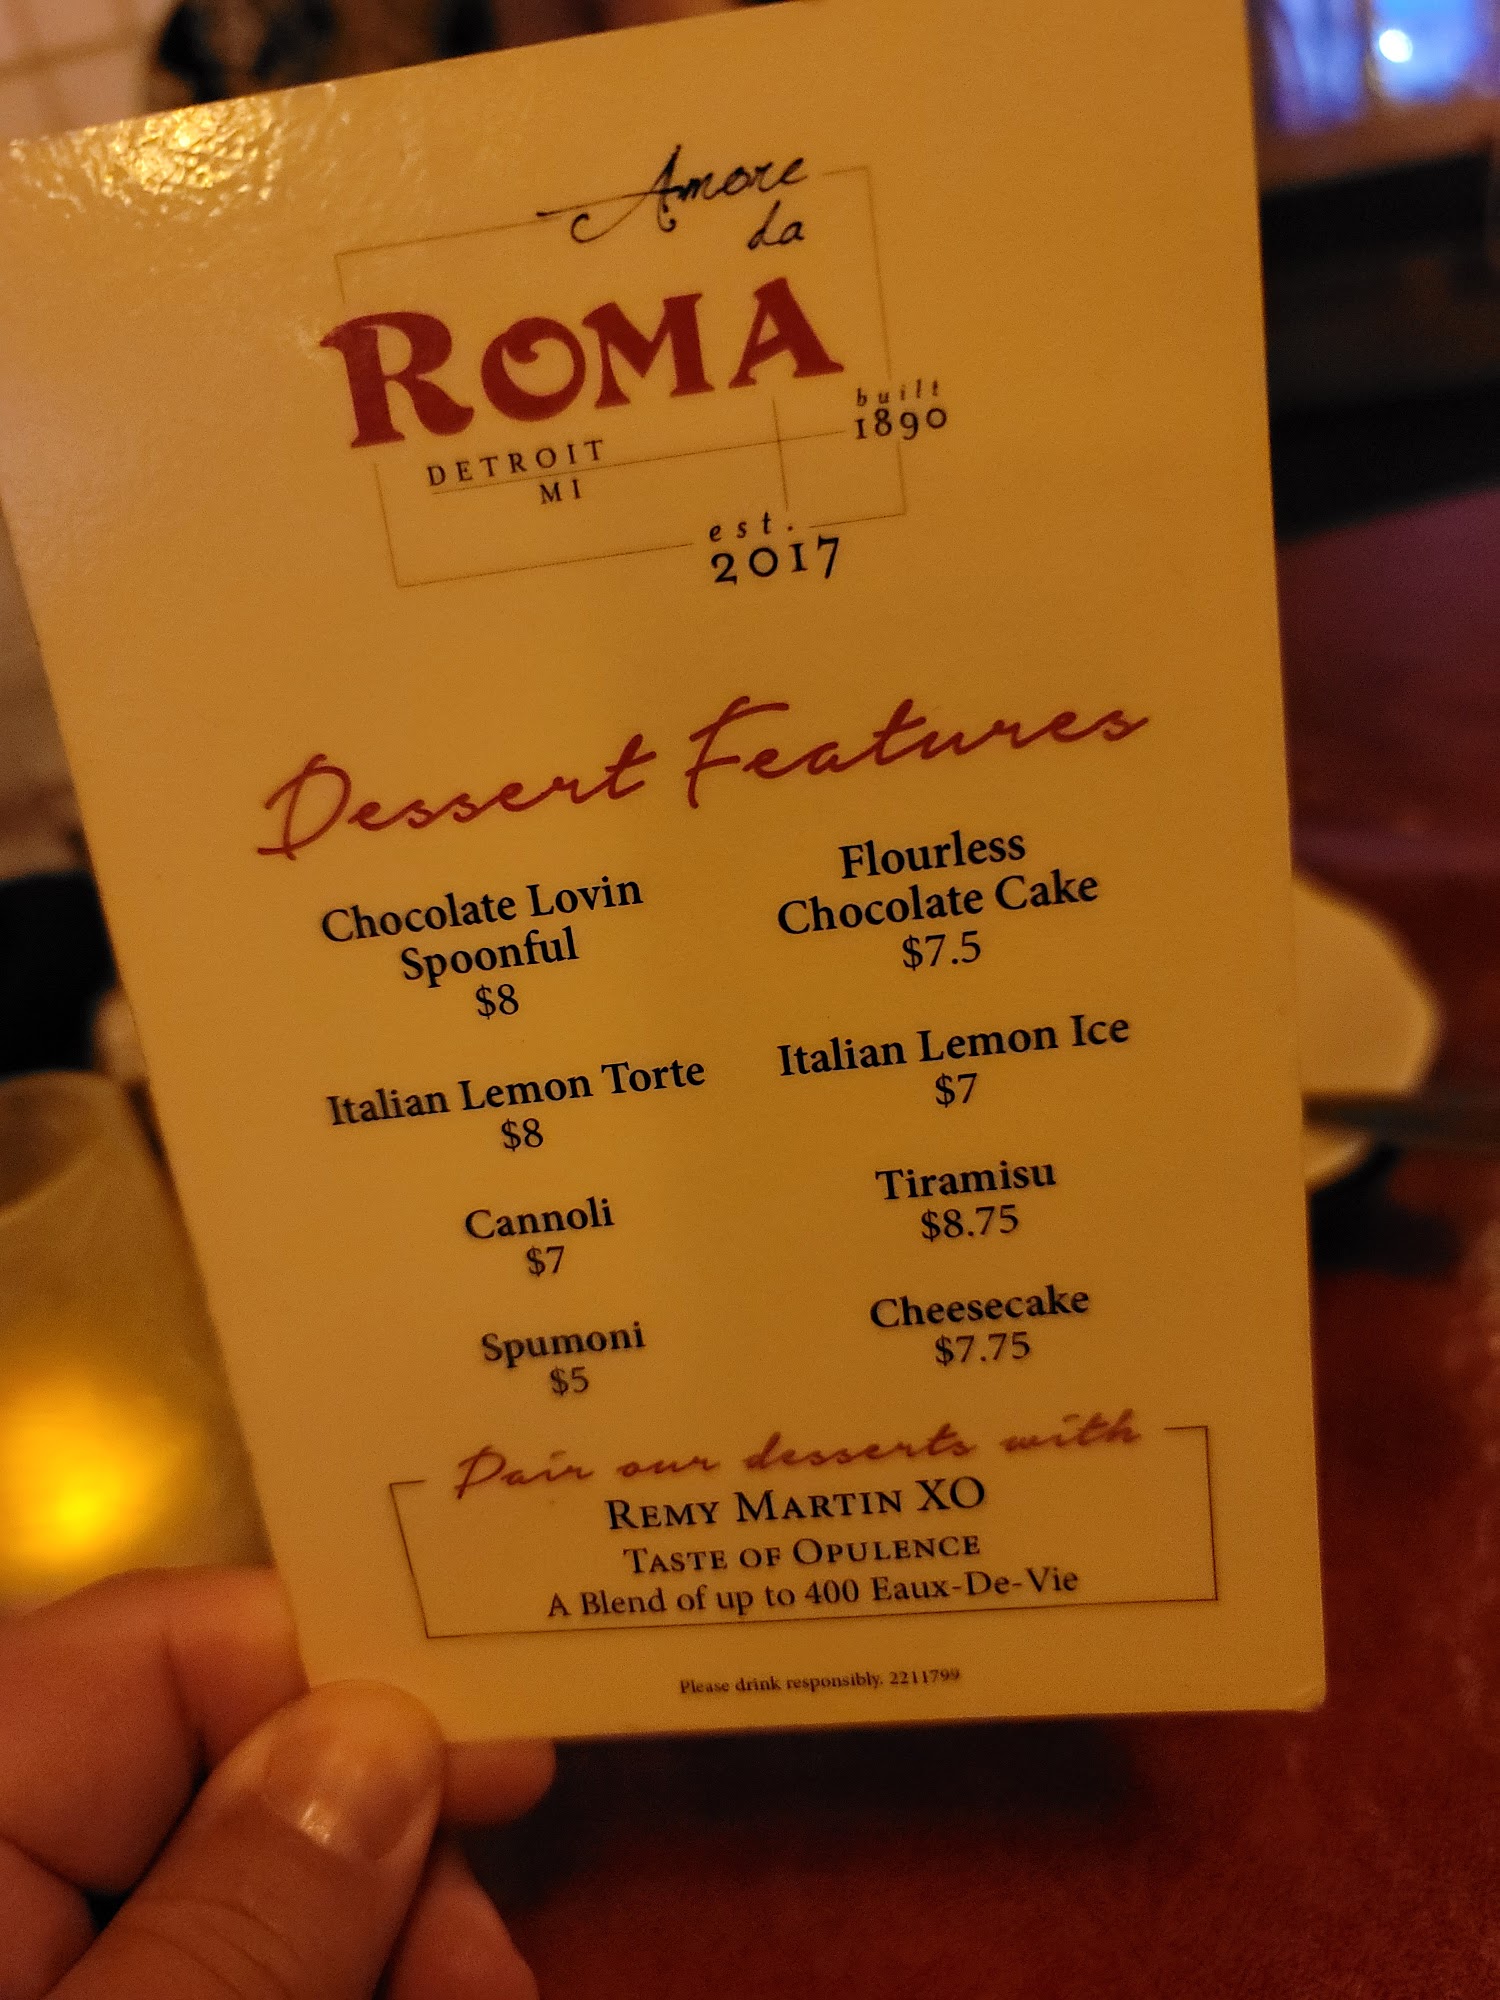 Amore
da
ROMA
DETROIT
MI
built
1890
est.
2017
Dessert Features
Chocolate Lovin
Spoonful
$8
Flourless
Chocolate Cake
$7.5
Italian Lemon Torte
$8
Italian Lemon Ice
$7
Cannoli
$7
Tiramisu
$8.75
Spumoni
$5
Cheesecake
$7.75
Pair our desserts with
REMY MARTIN XO
TASTE OF OPULENCE
A Blend of up to 400 Eaux-De-Vie
Please drink responsibly. 2211799